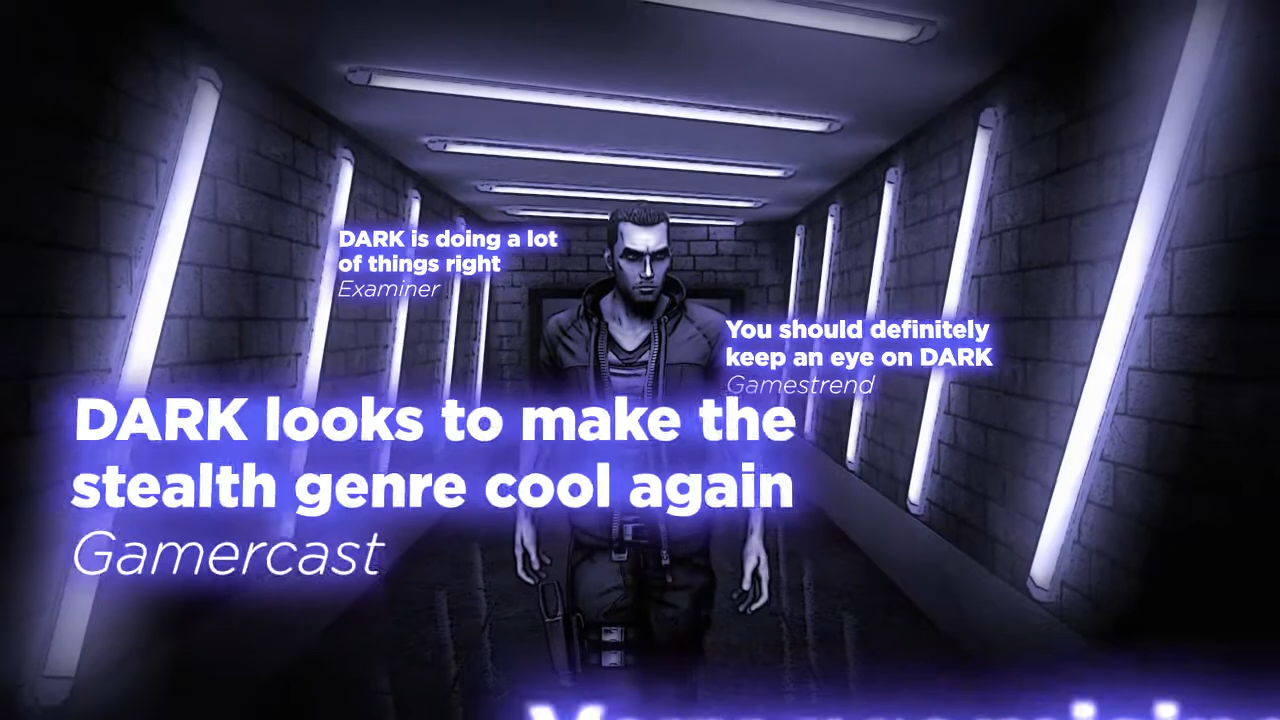 DARK is doing a lot
of things right
Examiner
You should definitely
keep an eye on DARK
Gamestrend
DARK looks to make the
stealth genre cool again
Gamercast